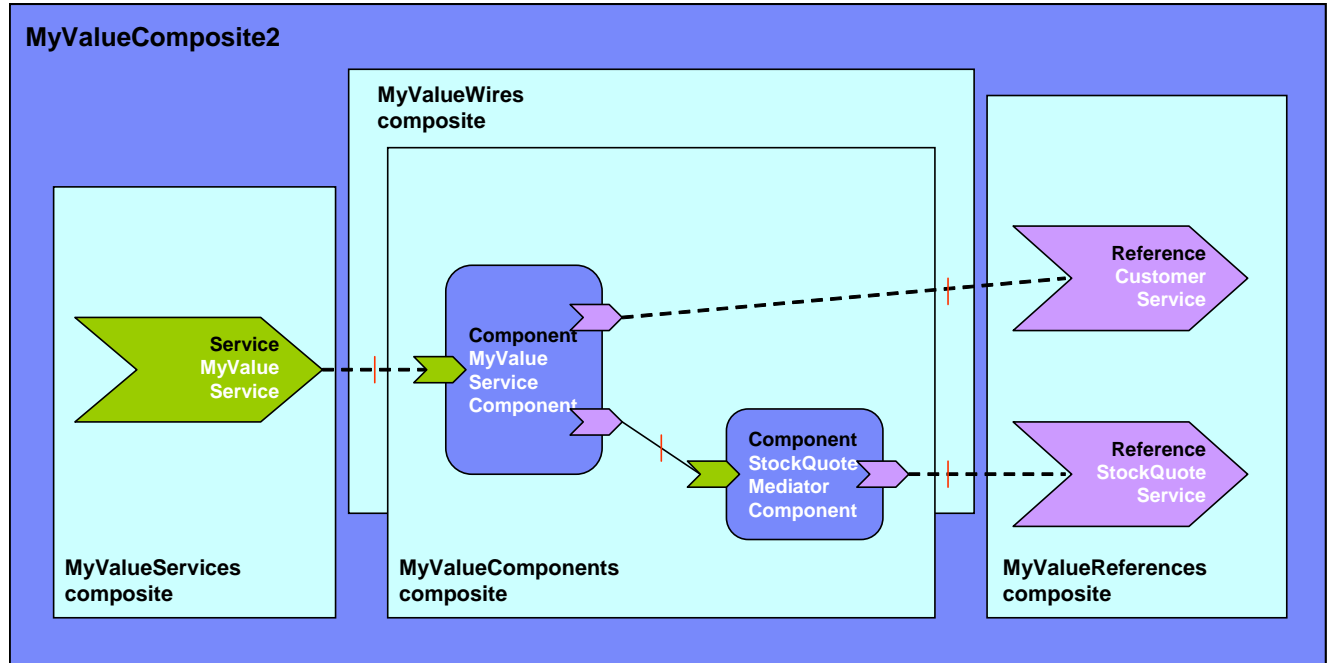 MyValueComposite2
MyValueWires
composite
Service
MyValue
Service
Component
MyValue
Service
Component
Component
StockQuote
Mediator
Component
Reference
Customer
Service
Reference
StockQuote
Service
MyValueServices
composite
MyValueComponents
composite
MyValueReferences
composite